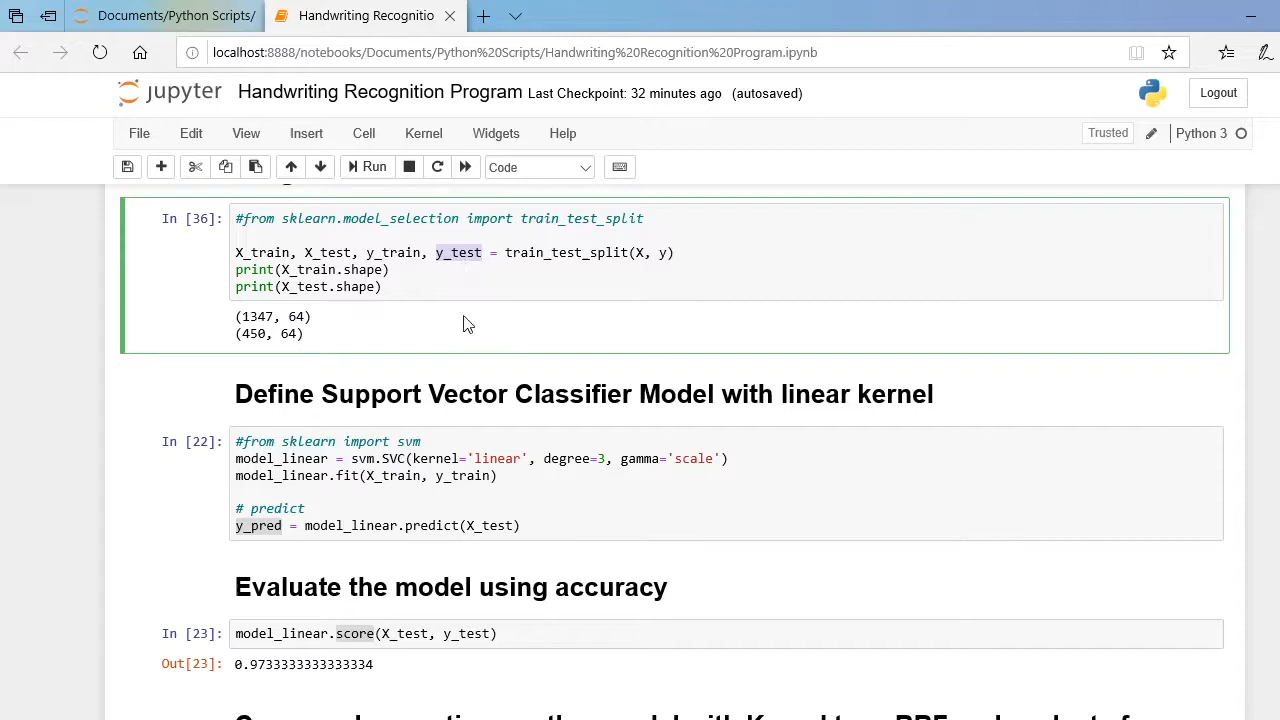 Documents/Python Scripts/
Handwriting Recognitio
localhost:8888/notebooks/Documents/Python%20Scripts/Handwriting%20Recognition%20Program.ipynb
jupyter Handwriting Recognition Program Last Checkpoint: 32 minutes ago (autosaved)
Logout
File Edit View Insert Cell Kernel Widgets Help
Trusted Python 3
Run Code
In [36]: #from sklearn.model_selection import train_test_split
X_train, X_test, y_train, y_test = train_test_split(X, y)
print(X_train.shape)
print(X_test.shape)
(1347, 64)
(450, 64)
Define Support Vector Classifier Model with linear kernel
In [22]: #from sklearn import svm
model_linear = svm.SVC(kernel='linear', degree=3, gamma='scale')
model_linear.fit(X_train, y_train)
# predict
y_pred = model_linear.predict(X_test)
Evaluate the model using accuracy
In [23]: model_linear.score(X_test, y_test)
Out[23]: 0.9733333333333334